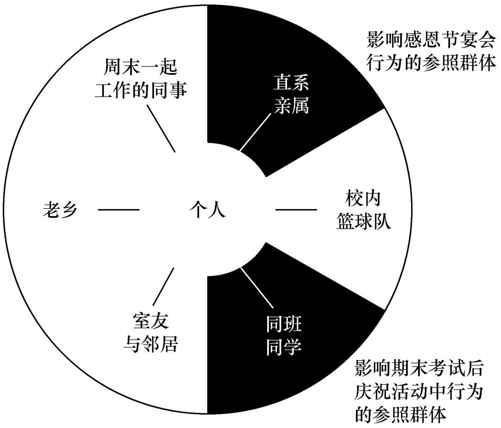 影响感恩节宴会
行为的参照群体
周末一起
工作的同事
直系
亲属
老乡
个人
校内
篮球队
室友
与邻居
同班
同学
影响期末考试后
庆祝活动中行为
的参照群体